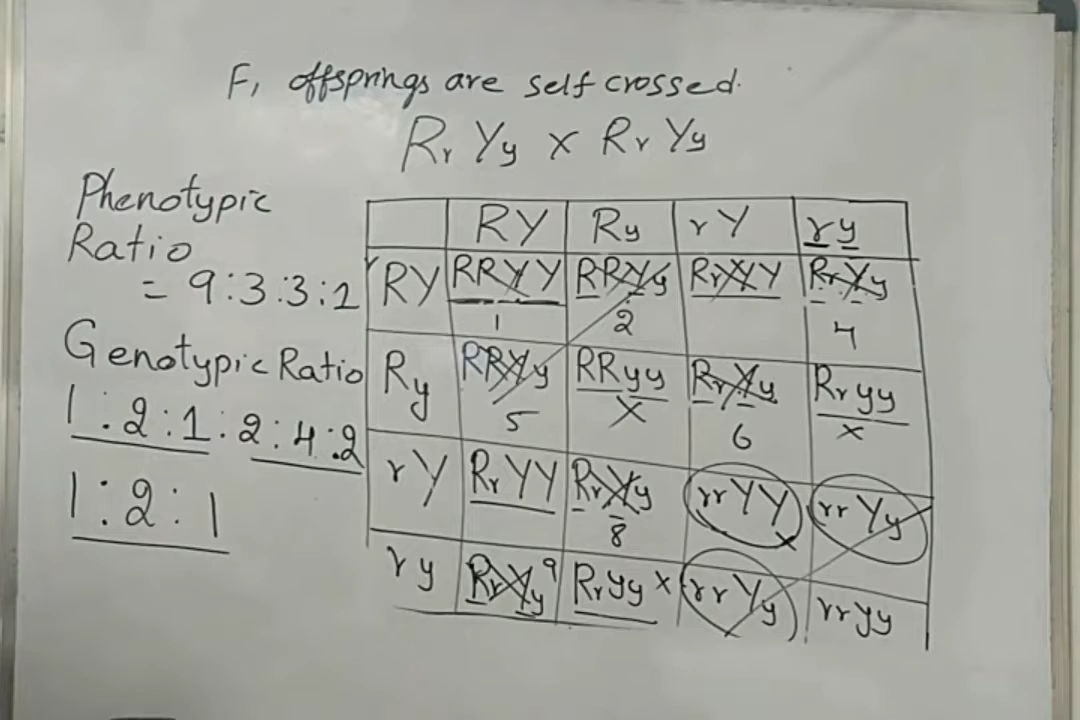 F₁ offsprings are self crossed.
Rr Yy x Rr Yy
Phenotypic
Ratio
= 9:3:3:1
Genotypic Ratio
1:2:1:2:4:2
1:2:1
RY Ry rY ry
RY RRYY RRYy RrYY RrYy
1 2 4
Ry RRYy RRyy RrYy Rryy
5 x 6 x
rY RrYY RrYy rrYY rrYy
8 x
ry RrYy 9 Rryy x rrYy rryy